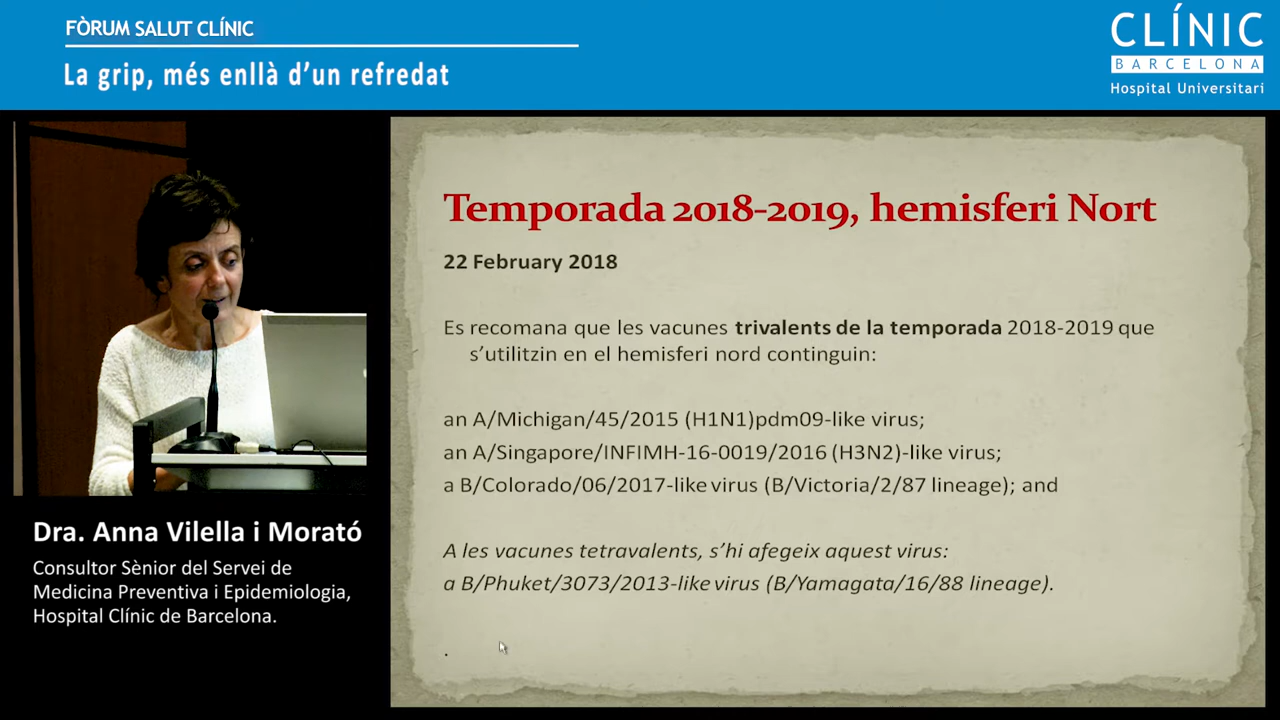 FÒRUM SALUT CLÍNIC
La grip, més enllà d'un refredat
CLÍNIC
BARCELONA
Hospital Universitari
Temporada 2018-2019, hemisferi Nort
22 February 2018
Es recomana que les vacunes trivalents de la temporada 2018-2019 que
s'utilitzin en el hemisferi nord continguin:
an A/Michigan/45/2015 (H1N1)pdm09-like virus;
an A/Singapore/INFIMH-16-0019/2016 (H3N2)-like virus;
a B/Colorado/06/2017-like virus (B/Victoria/2/87 lineage); and
A les vacunes tetravalents, s'hi afegeix aquest virus:
a B/Phuket/3073/2013-like virus (B/Yamagata/16/88 lineage).
.
Dra. Anna Vilella i Morató
Consultor Sènior del Servei de
Medicina Preventiva i Epidemiologia,
Hospital Clínic de Barcelona.